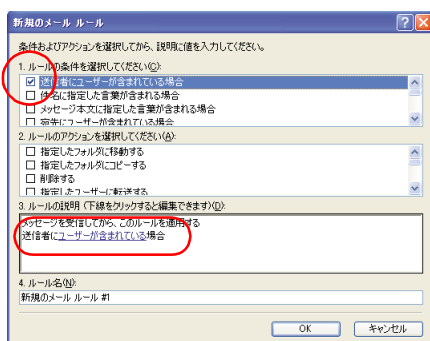 新規のメール ルール
条件およびアクションを選択してから、説明に値を入力してください。
1. ルールの条件を選択してください(C):
送信者にユーザーが含まれている場合
件名に指定した言葉が含まれる場合
メッセージ本文に指定した言葉が含まれる場合
宛先にユーザーが含まれている場合
2. ルールのアクションを選択してください(A):
指定したフォルダに移動する
指定したフォルダにコピーする
削除する
指定したユーザーに転送する
3. ルールの説明 (下線をクリックすると編集できます)(D):
メッセージを受信してから、このルールを適用する
送信者にユーザーが含まれている場合
4. ルール名(N):
新規のメール ルール #1
OK キャンセル